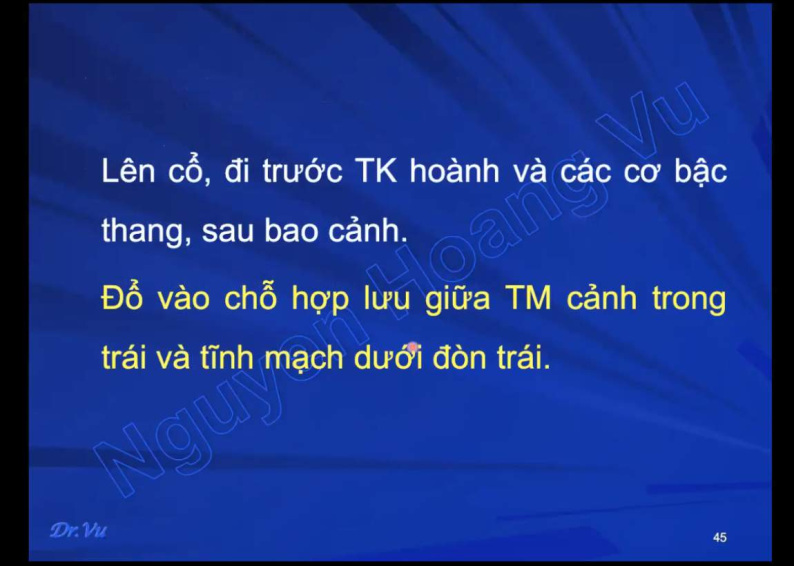 Lên cổ, đi trước TK hoành và các cơ bậc
thang, sau bao cảnh.
Đổ vào chỗ hợp lưu giữa TM cảnh trong
trái và tĩnh mạch dưới đòn trái.
Nguyen Hoang Vu
Dr. Vu
45